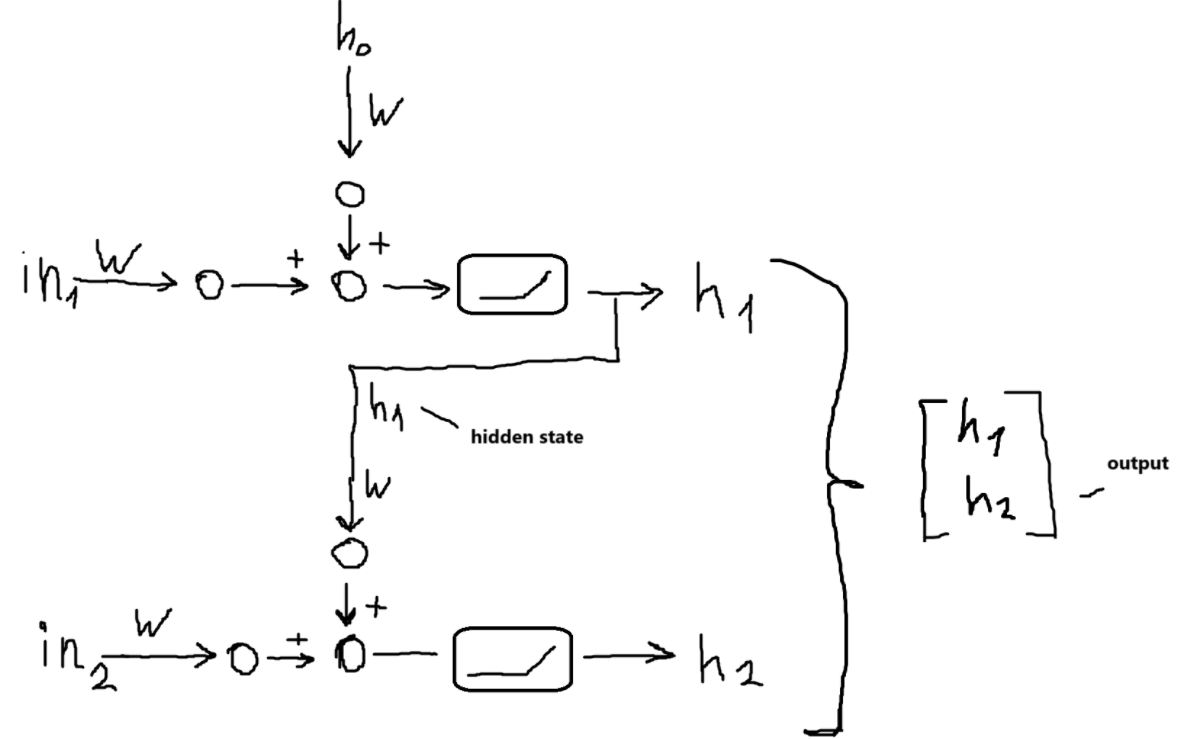 h₀
W
in₁ W + + h₁
h₁
hidden state
W
h₁
h₂
output
in₂ W + + h₂